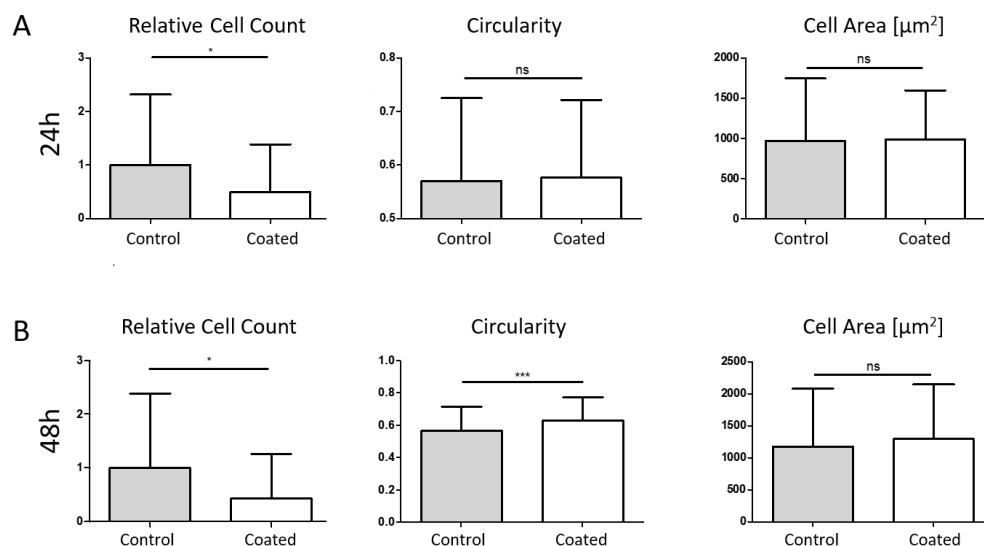 A
Relative Cell Count
Circularity
Cell Area [µm²]
24h
3
2
1
0
*
Control
Coated
0.8
0.7
0.6
0.5
ns
Control
Coated
2000
1500
1000
500
0
ns
Control
Coated
B
Relative Cell Count
Circularity
Cell Area [µm²]
48h
3
2
1
0
*
Control
Coated
1.0
0.8
0.6
0.4
0.2
0.0
***
Control
Coated
2500
2000
1500
1000
500
0
ns
Control
Coated